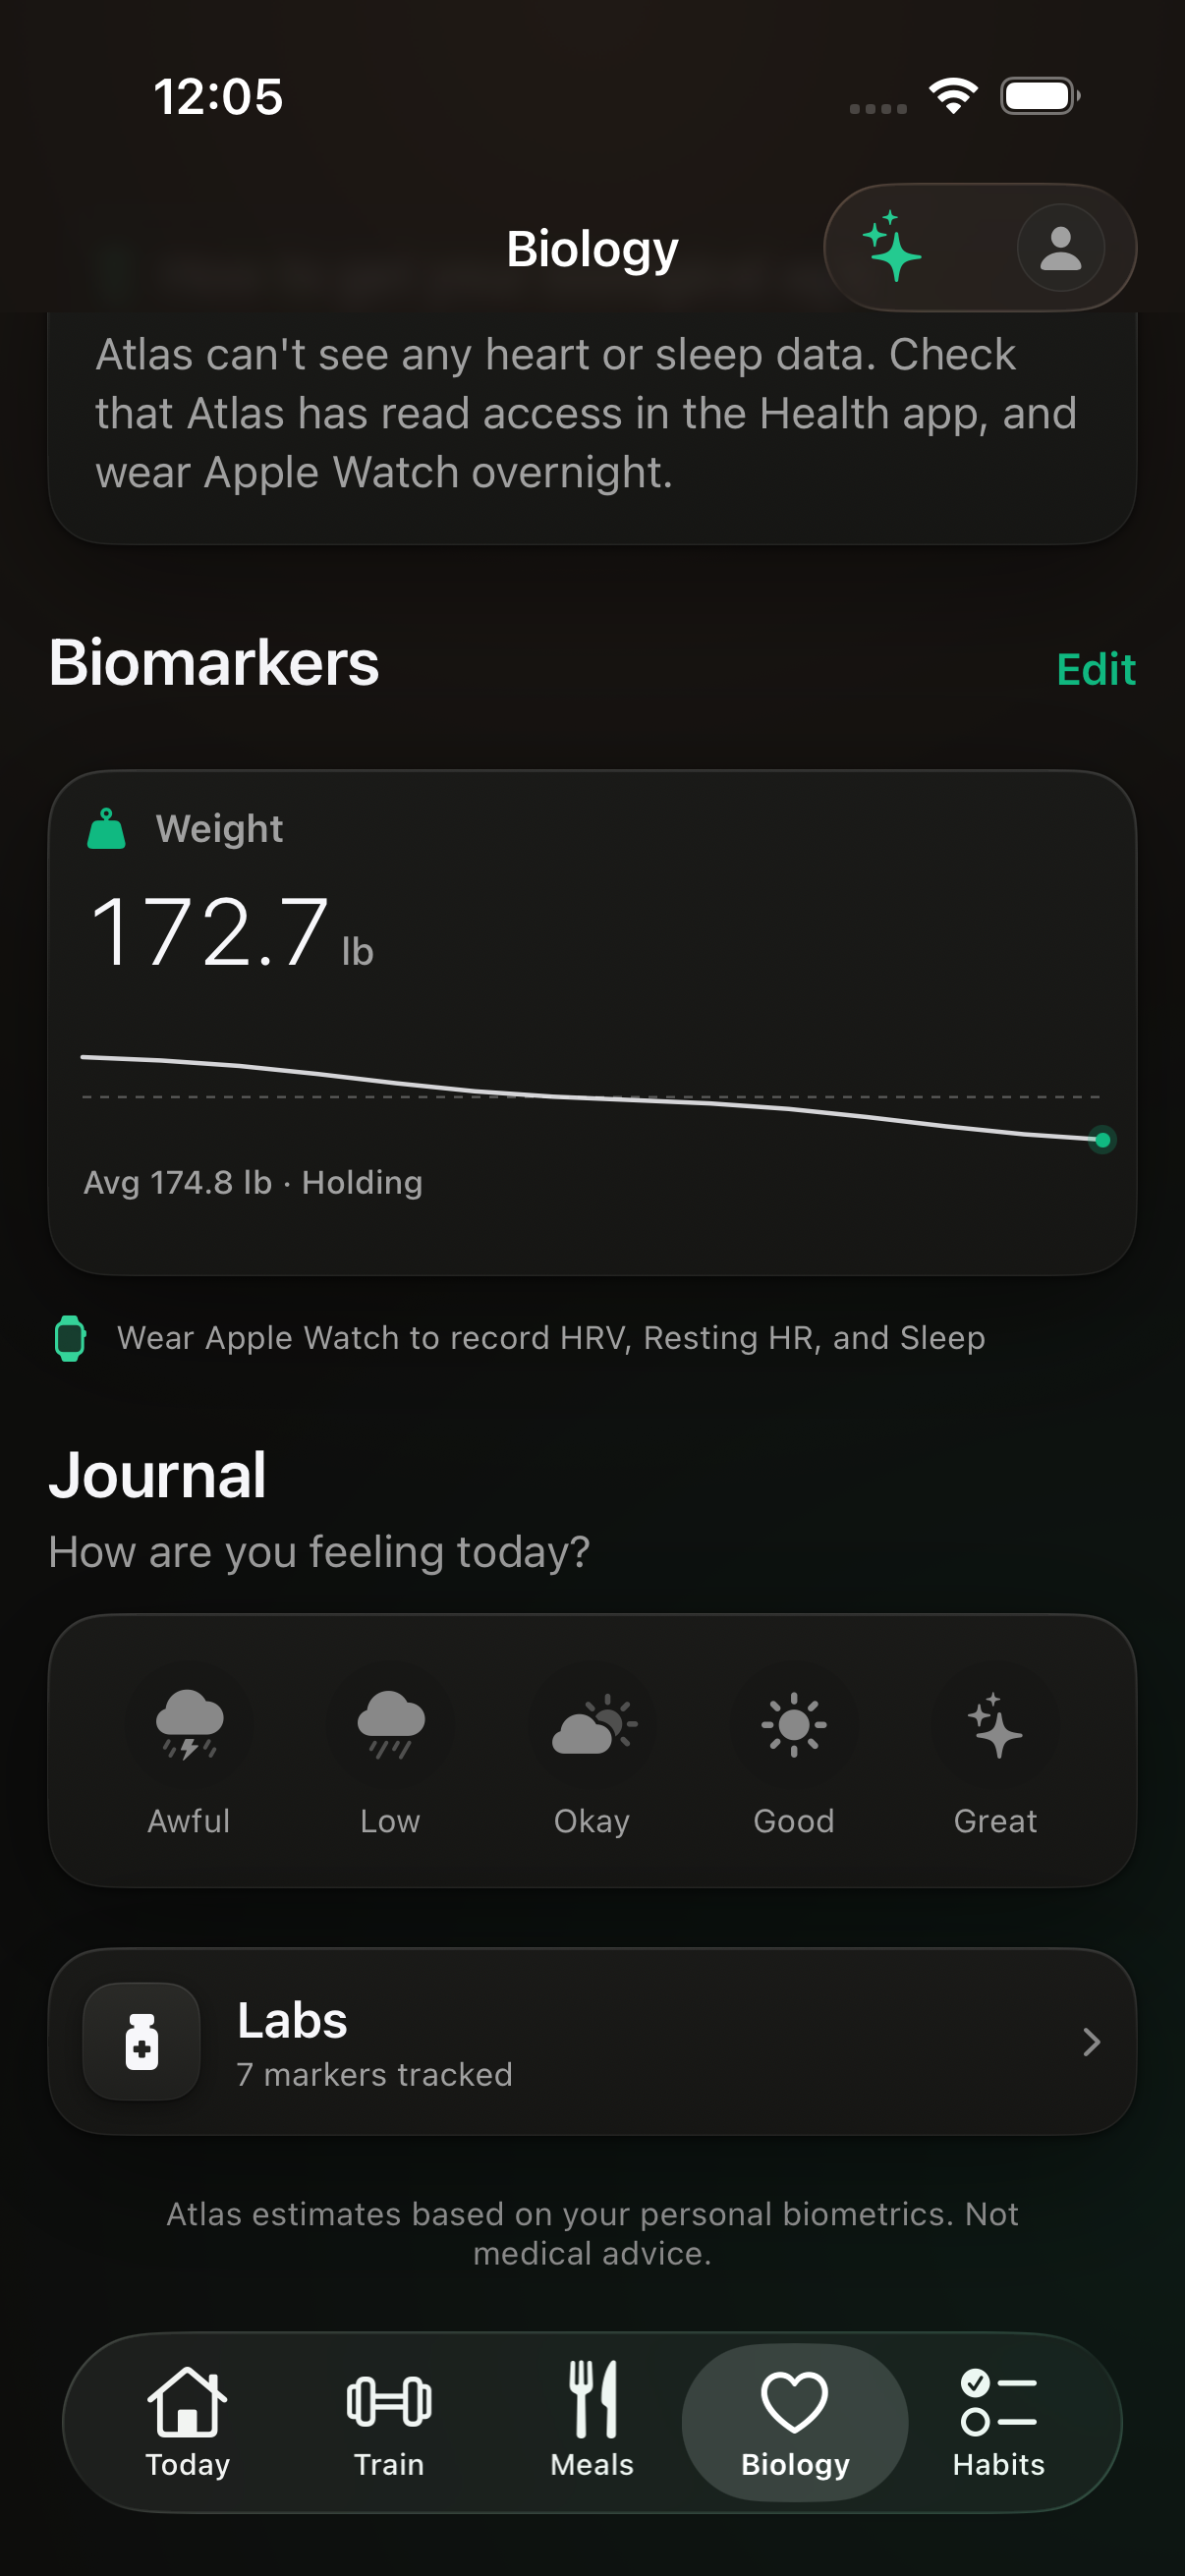 12:05
Biology
Atlas can't see any heart or sleep data. Check
that Atlas has read access in the Health app, and
wear Apple Watch overnight.
Biomarkers
Edit
Weight
172.7 lb
Avg 174.8 lb · Holding
Wear Apple Watch to record HRV, Resting HR, and Sleep
Journal
How are you feeling today?
Awful
Low
Okay
Good
Great
Labs
7 markers tracked
Atlas estimates based on your personal biometrics. Not
medical advice.
Today
Train
Meals
Biology
Habits